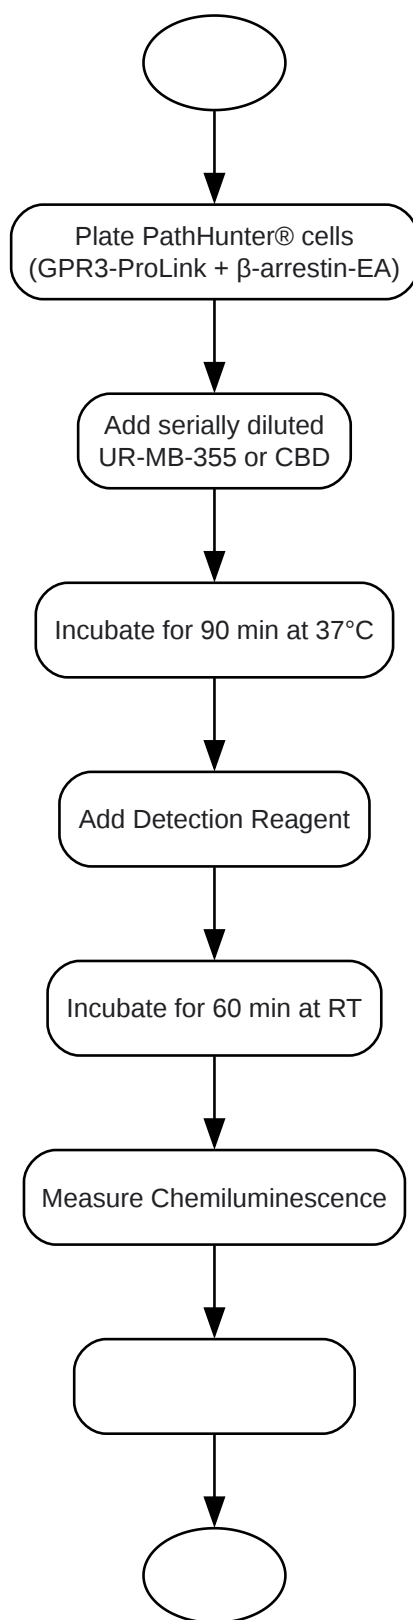 Plate PathHunter® cells
(GPR3-ProLink + β-arrestin-EA)
Add serially diluted
UR-MB-355 or CBD
Incubate for 90 min at 37°C
Add Detection Reagent
Incubate for 60 min at RT
Measure Chemiluminescence